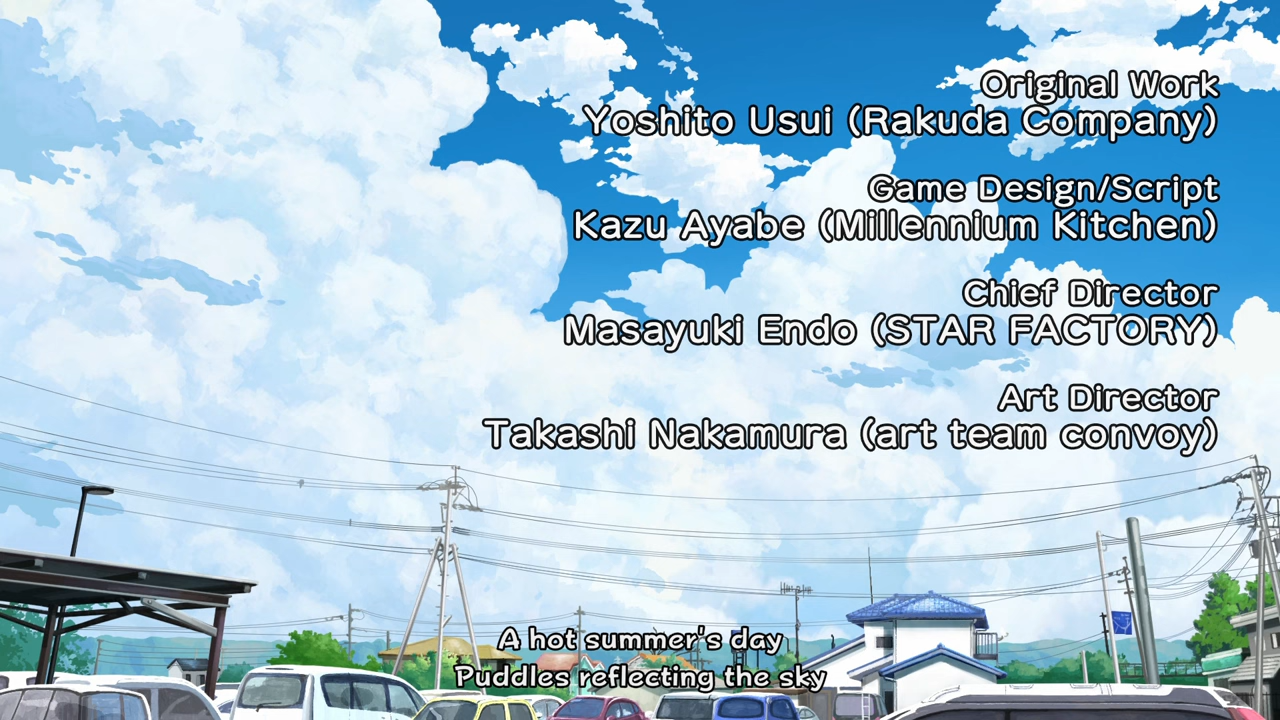 Original Work
Yoshito Usui (Rakuda Company)
Game Design/Script
Kazu Ayabe (Millennium Kitchen)
Chief Director
Masayuki Endo (STAR FACTORY)
Art Director
Takashi Nakamura (art team convoy)
A hot summer's day
Puddles reflecting the sky